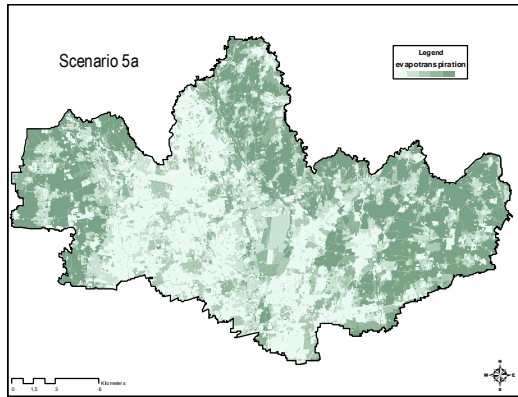 Scenario 5a
Legend
evapotranspiration
Kilometers
0 1,5 3 6
N
W E
S